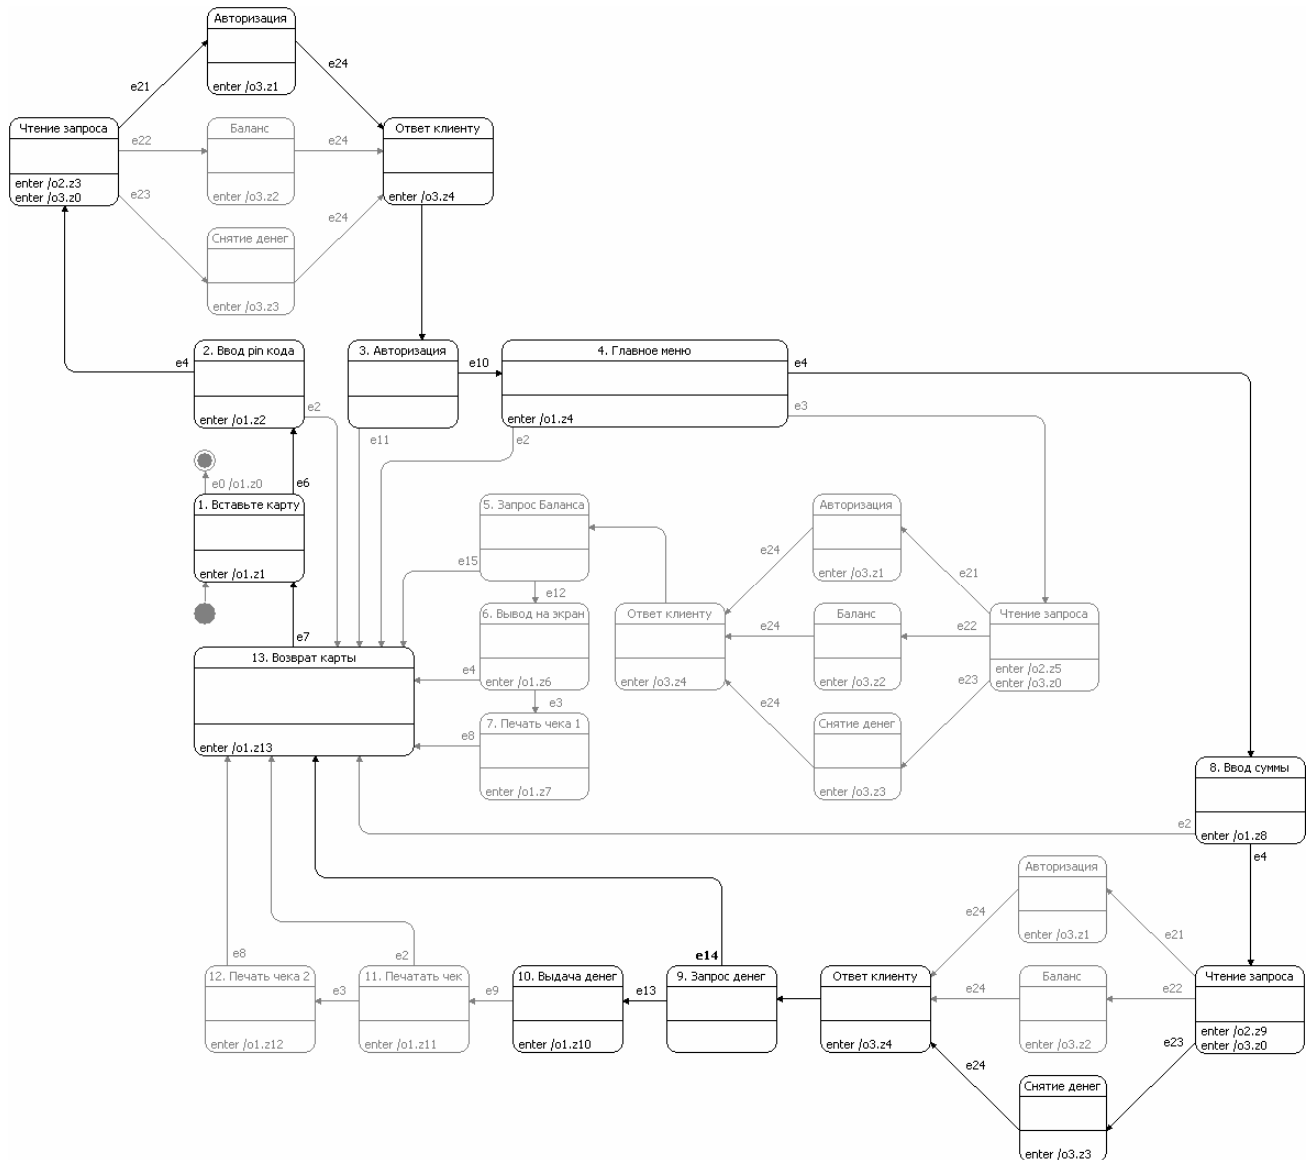 Авторизация
enter /o3.z1
e21
e24
Чтение запроса
enter /o2.z3
enter /o3.z0
e22
Баланс
enter /o3.z2
e24
Ответ клиенту
enter /o3.z4
e23
Снятие денег
enter /o3.z3
e24
e4
2. Ввод pin кода
enter /o1.z2
e2
3. Авторизация
e10
e11
4. Главное меню
enter /o1.z4
e4
e3
e2
e0 /o1.z0
e6
1. Вставьте карту
enter /o1.z1
e7
5. Запрос Баланса
e15
e12
6. Вывод на экран
enter /o1.z6
e4
e3
7. Печать чека 1
enter /o1.z7
e8
Ответ клиенту
enter /o3.z4
e24
e24
e24
Авторизация
enter /o3.z1
Баланс
enter /o3.z2
Снятие денег
enter /o3.z3
e21
e22
e23
Чтение запроса
enter /o2.z5
enter /o3.z0
13. Возврат карты
enter /o1.z13
8. Ввод суммы
enter /o1.z8
e2
e4
e8
12. Печать чека 2
enter /o1.z12
e3
e2
11. Печатать чек
enter /o1.z11
e9
10. Выдача денег
enter /o1.z10
e13
e14
9. Запрос денег
Ответ клиенту
enter /o3.z4
e24
e24
e24
Авторизация
enter /o3.z1
Баланс
enter /o3.z2
Снятие денег
enter /o3.z3
e21
e22
e23
Чтение запроса
enter /o2.z9
enter /o3.z0